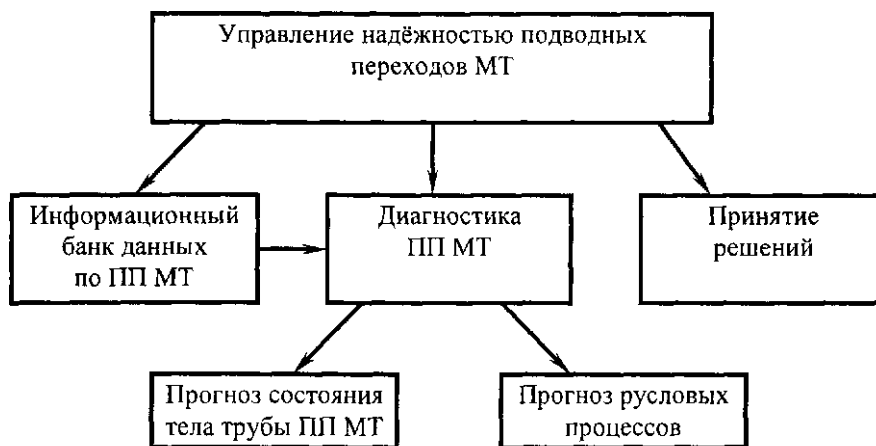 Управление надёжностью подводных
переходов МТ
Информационный
банк данных
по ПП МТ
Диагностика
ПП МТ
Принятие
решений
Прогноз состояния
тела трубы ПП МТ
Прогноз русловых
процессов